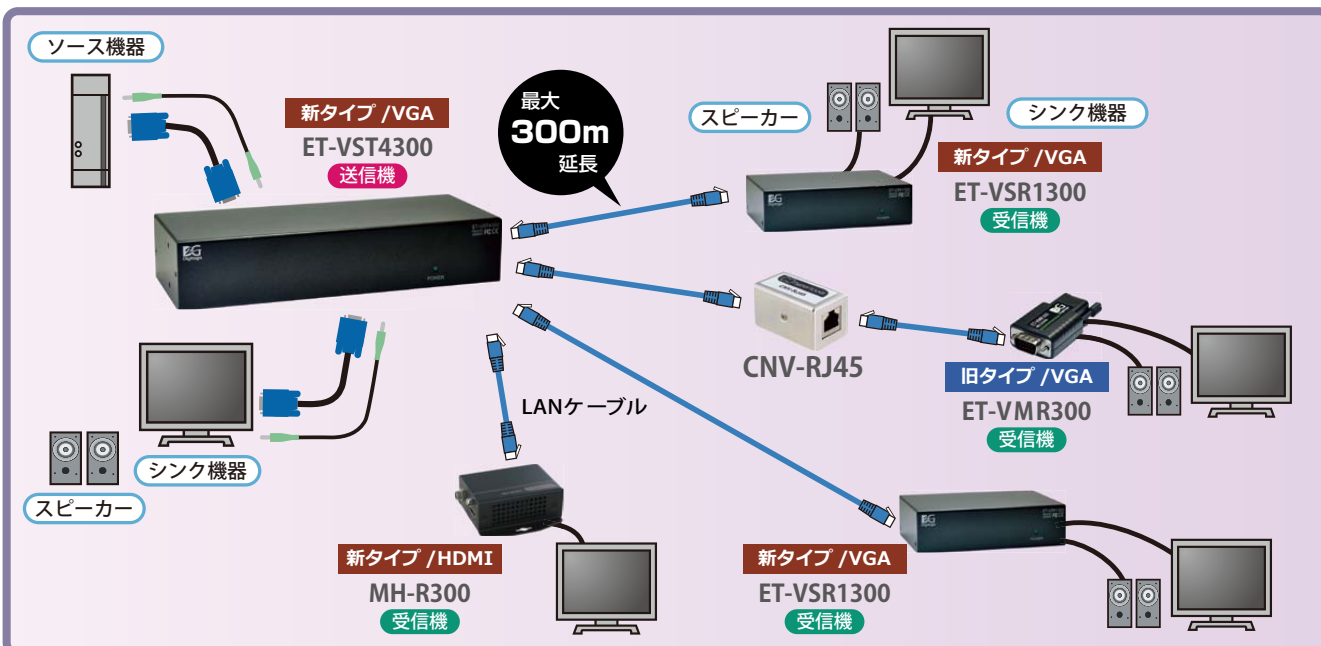 ソース機器
新タイプ /VGA
ET-VST4300
送信機
最大
300m
延長
スピーカー
シンク機器
新タイプ /VGA
ET-VSR1300
受信機
CNV-RJ45
旧タイプ /VGA
ET-VMR300
受信機
LANケーブル
シンク機器
スピーカー
新タイプ /HDMI
MH-R300
受信機
新タイプ /VGA
ET-VSR1300
受信機
POWER